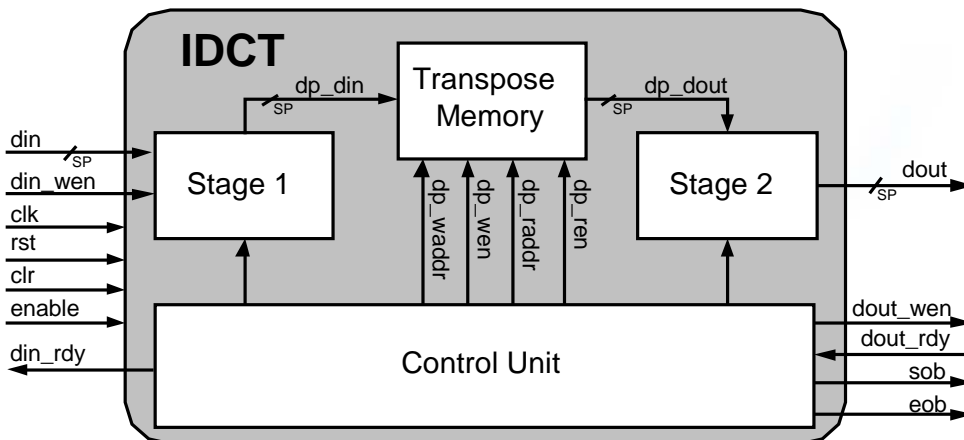 IDCT
Transpose
Memory
dp_din
SP
dp_dout
SP
din
SP
din_wen
clk
rst
clr
enable
din_rdy
Stage 1
dp_waddr
dp_wen
dp_raddr
dp_ren
Stage 2
dout
SP
Control Unit
dout_wen
dout_rdy
sob
eob